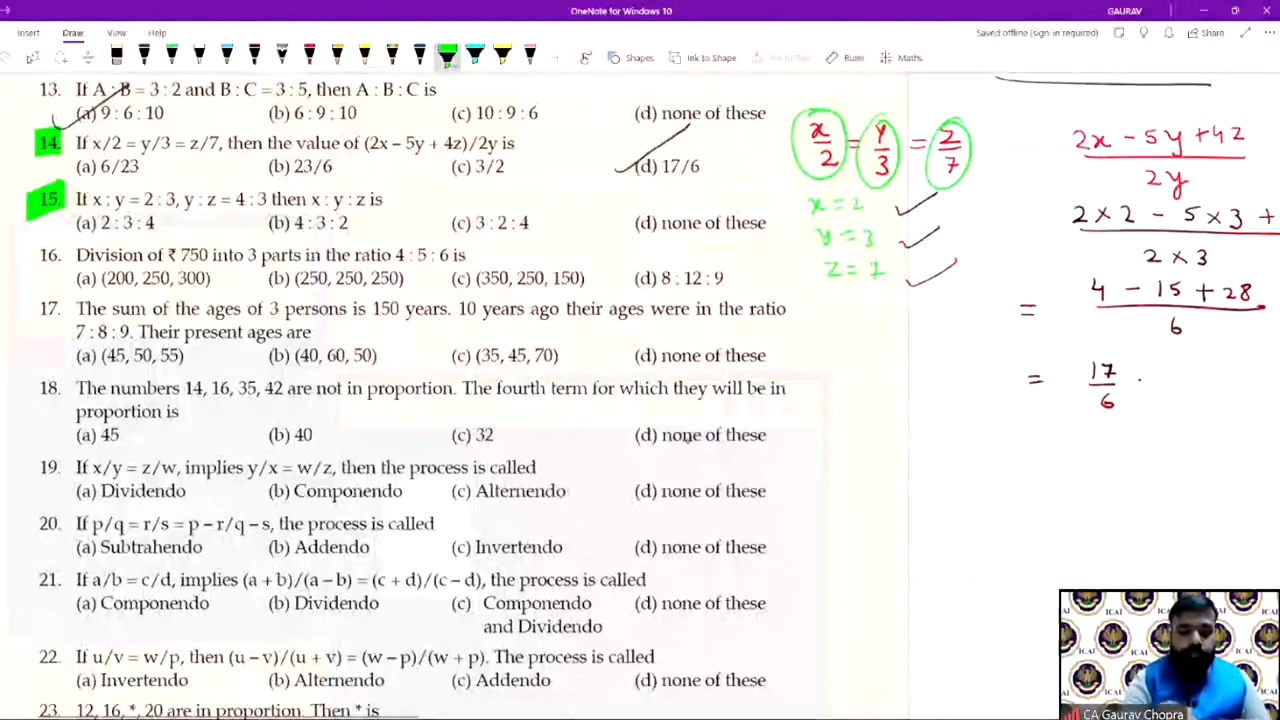 OneNote for Windows 10
GAURAV
Insert Draw View Help
Saved offline (sign in required)
Share
Shapes Ink to Shape Ink to Text Ruler Maths
13. If A : B = 3 : 2 and B : C = 3 : 5, then A : B : C is
(a) 9 : 6 : 10 (b) 6 : 9 : 10 (c) 10 : 9 : 6 (d) none of these
14. If x/2 = y/3 = z/7, then the value of (2x – 5y + 4z)/2y is
(a) 6/23 (b) 23/6 (c) 3/2 (d) 17/6
15. If x : y = 2 : 3, y : z = 4 : 3 then x : y : z is
(a) 2 : 3 : 4 (b) 4 : 3 : 2 (c) 3 : 2 : 4 (d) none of these
16. Division of ₹ 750 into 3 parts in the ratio 4 : 5 : 6 is
(a) (200, 250, 300) (b) (250, 250, 250) (c) (350, 250, 150) (d) 8 : 12 : 9
17. The sum of the ages of 3 persons is 150 years. 10 years ago their ages were in the ratio
7 : 8 : 9. Their present ages are
(a) (45, 50, 55) (b) (40, 60, 50) (c) (35, 45, 70) (d) none of these
18. The numbers 14, 16, 35, 42 are not in proportion. The fourth term for which they will be in
proportion is
(a) 45 (b) 40 (c) 32 (d) none of these
19. If x/y = z/w, implies y/x = w/z, then the process is called
(a) Dividendo (b) Componendo (c) Alternendo (d) none of these
20. If p/q = r/s = p – r/q – s, the process is called
(a) Subtrahendo (b) Addendo (c) Invertendo (d) none of these
21. If a/b = c/d, implies (a + b)/(a – b) = (c + d)/(c – d), the process is called
(a) Componendo (b) Dividendo (c) Componendo (d) none of these
and Dividendo
22. If u/v = w/p, then (u – v)/(u + v) = (w – p)/(w + p). The process is called
(a) Invertendo (b) Alternendo (c) Addendo (d) none of these
23. 12, 16, *, 20 are in proportion. Then * is
x/2 = y/3 = z/7
x = 2
y = 3
z = 7
2x – 5y + 4z
2y
2 × 2 – 5 × 3 +
2 × 3
= 4 – 15 + 28
6
= 17
6
ICAI ICAI
CA Gaurav Chopra